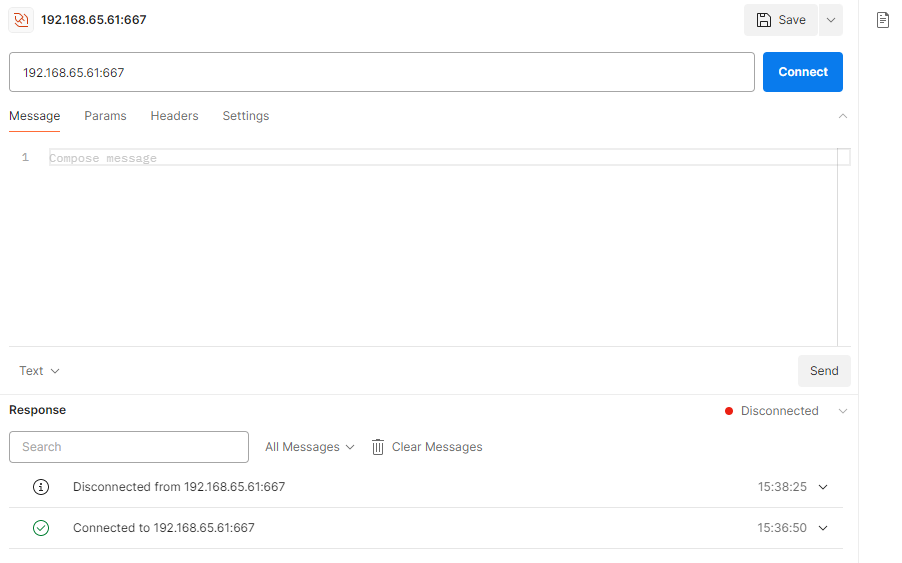 192.168.65.61:667
Save
192.168.65.61:667
Connect
Message Params Headers Settings
1 Compose message
Text
Send
Response
Disconnected
Search
All Messages
Clear Messages
Disconnected from 192.168.65.61:667 15:38:25
Connected to 192.168.65.61:667 15:36:50